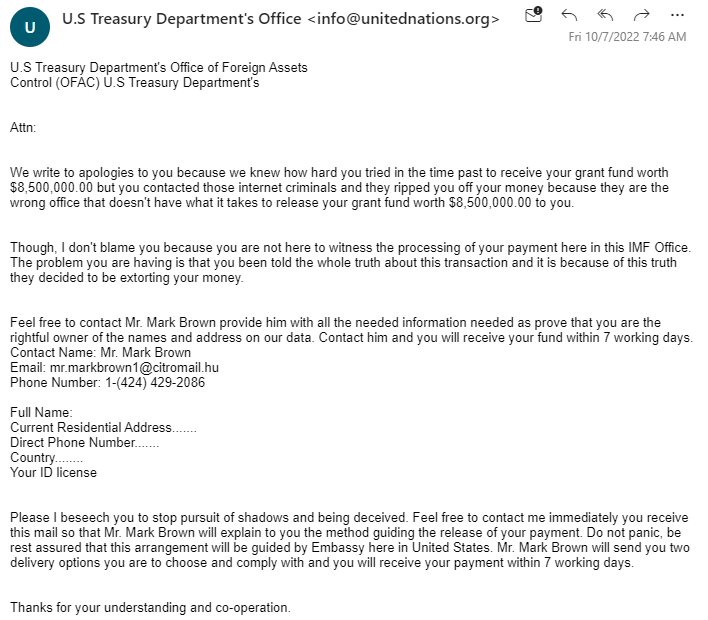 U
U.S Treasury Department's Office <info@unitednations.org>
Fri 10/7/2022 7:46 AM
U.S Treasury Department's Office of Foreign Assets
Control (OFAC) U.S Treasury Department's
Attn:
We write to apologies to you because we knew how hard you tried in the time past to receive your grant fund worth
$8,500,000.00 but you contacted those internet criminals and they ripped you off your money because they are the
wrong office that doesn't have what it takes to release your grant fund worth $8,500,000.00 to you.
Though, I don't blame you because you are not here to witness the processing of your payment here in this IMF Office.
The problem you are having is that you been told the whole truth about this transaction and it is because of this truth
they decided to be extorting your money.
Feel free to contact Mr. Mark Brown provide him with all the needed information needed as prove that you are the
rightful owner of the names and address on our data. Contact him and you will receive your fund within 7 working days.
Contact Name: Mr. Mark Brown
Email: mr.markbrown1@citromail.hu
Phone Number: 1-(424) 429-2086
Full Name:
Current Residential Address.......
Direct Phone Number.......
Country........
Your ID license
Please I beseech you to stop pursuit of shadows and being deceived. Feel free to contact me immediately you receive
this mail so that Mr. Mark Brown will explain to you the method guiding the release of your payment. Do not panic, be
rest assured that this arrangement will be guided by Embassy here in United States. Mr. Mark Brown will send you two
delivery options you are to choose and comply with and you will receive your payment within 7 working days.
Thanks for your understanding and co-operation.